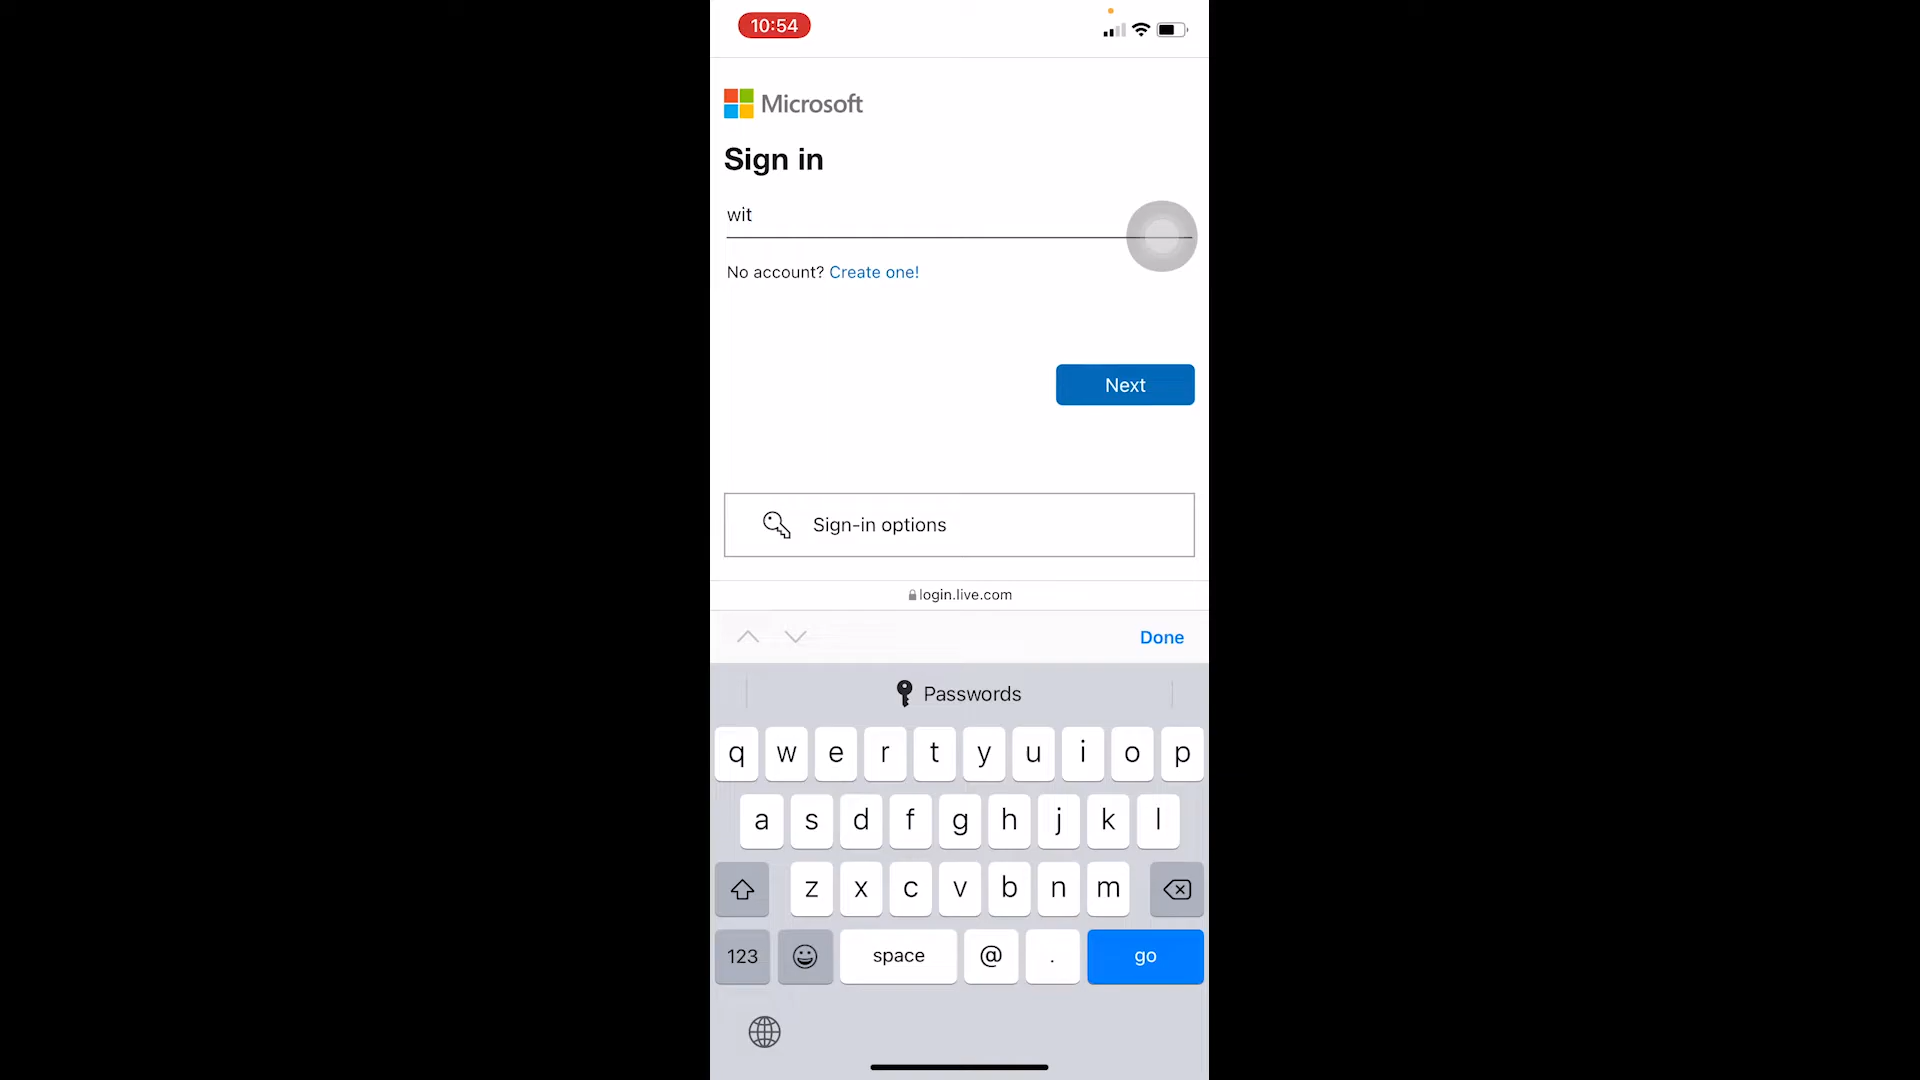 10:54
Microsoft
Sign in
wit
No account? Create one!
Next
Sign-in options
login.live.com
Done
Passwords
q w e r t y u i o p
a s d f g h j k l
z x c v b n m
123 space @ . go